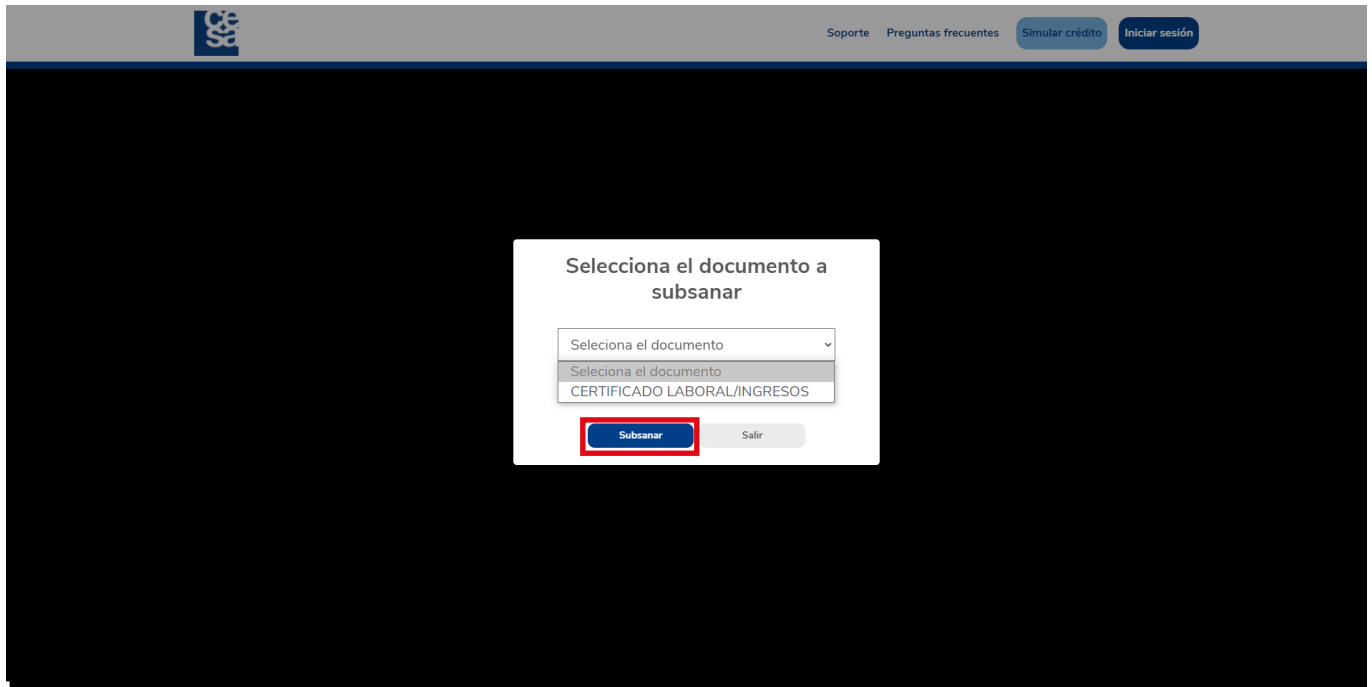 cesa
Soporte Preguntas frecuentes Simular crédito Iniciar sesión
Selecciona el documento a
subsanar
Seleciona el documento
Seleciona el documento
CERTIFICADO LABORAL/INGRESOS
Subsanar Salir